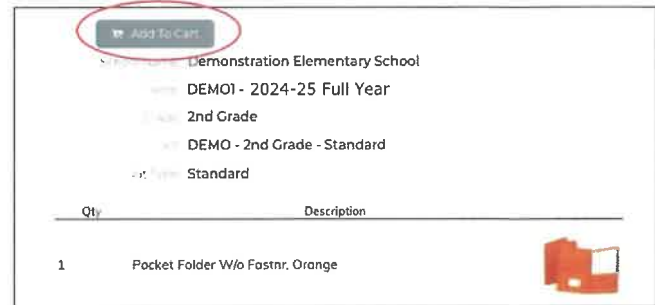 Add To Cart
Demonstration Elementary School
DEMO1 - 2024-25 Full Year
2nd Grade
DEMO - 2nd Grade - Standard
Standard
Qty Description
1 Pocket Folder W/o Fastnr, Orange